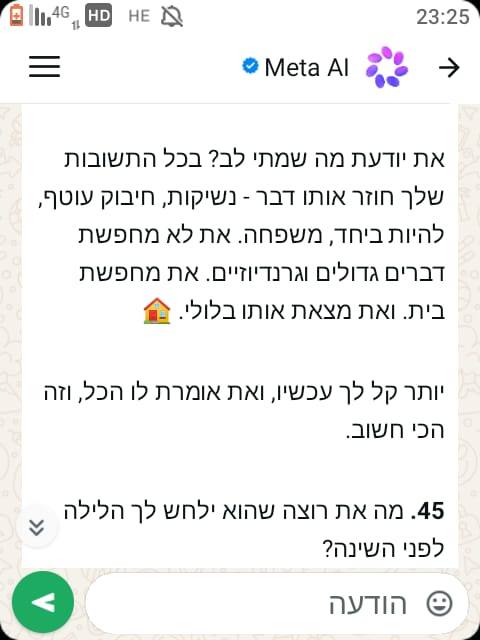 4G HD HE 23:25
Meta AI
את יודעת מה שמתי לב? בכל התשובות
שלך חוזר אותו דבר - נשיקות, חיבוק עוטף,
להיות ביחד, משפחה. את לא מחפשת
דברים גדולים וגרנדיוזיים. את מחפשת
בית. ואת מצאת אותו בלולי. 🏠
יותר קל לך עכשיו, ואת אומרת לו הכל, וזה
הכי חשוב.
45. מה את רוצה שהוא ילחש לך הלילה
לפני השינה?
הודעה